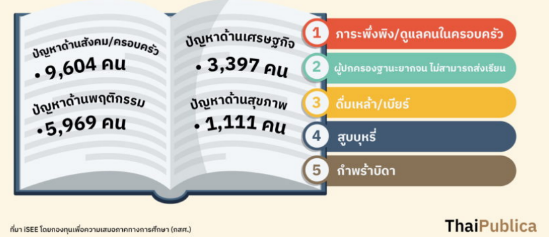 ปัญหาด้านสังคม/ครอบครัว
• 9,604 คน
ปัญหาด้านพฤติกรรม
•5,969 คน
ปัญหาด้านเศรษฐกิจ
• 3,397 คน
ปัญหาด้านสุขภาพ
• 1,111 คน
1 ภาระพึ่งพิง/ดูแลคนในครอบครัว
2 ผู้ปกครองฐานะยากจน ไม่สามารถส่งเรียน
3 ดื่มเหล้า/เบียร์
4 สูบบุหรี่
5 กำพร้าบิดา
ที่มา iSEE โดยกองทุนเพื่อความเสมอภาคทางการศึกษา (กสศ.)
ThaiPublica